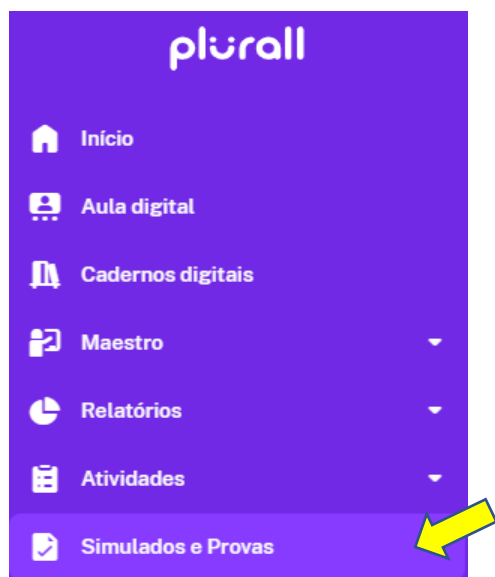 plurall
Início
Aula digital
Cadernos digitais
Maestro
Relatórios
Atividades
Simulados e Provas